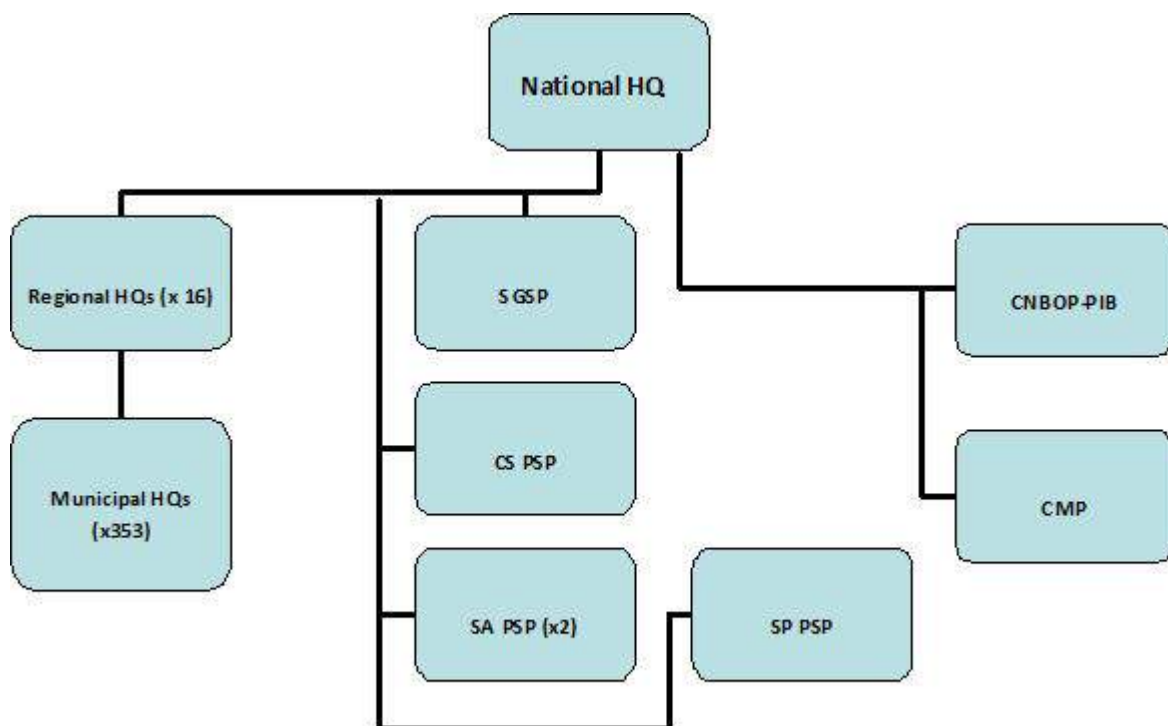 National HQ
Regional HQs (x 16)
SGSP
CNBOP-PIB
CS PSP
Municipal HQs
(x353)
CMP
SA PSP (x2)
SP PSP